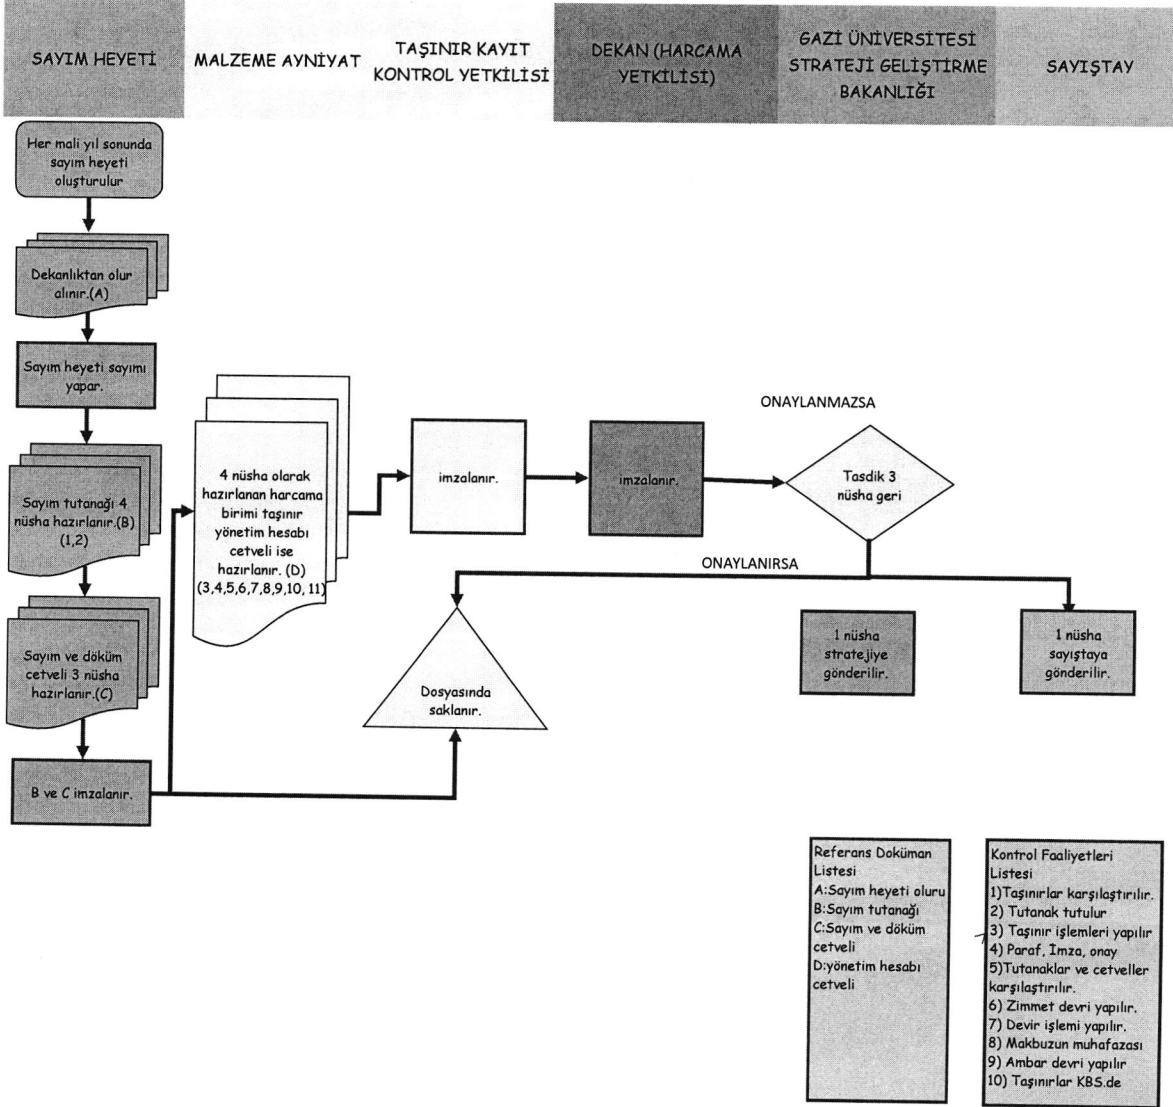 SAYIM HEYETİ
MALZEME AYNİYAT
TAŞINIR KAYIT
KONTROL YETKİLİSİ
DEKAN (HARCAMA
YETKİLİSİ)
GAZİ ÜNİVERSİTESİ
STRATEJİ GELİŞTİRME
BAKANLIĞI
SAYIŞTAY
Her mali yıl sonunda
sayım heyeti
oluşturulur
Dekanlıktan olur
alınır.(A)
Sayım heyeti sayımı
yapar.
Sayım tutanağı 4
nüsha hazırlanır.(B)
(1,2)
Sayım ve döküm
cetveli 3 nüsha
hazırlanır.(C)
B ve C imzalanır.
4 nüsha olarak
hazırlanan harcama
birimi taşınır
yönetim hesabı
cetveli ise
hazırlanır. (D)
(3,4,5,6,7,8,9,10, 11)
imzalanır.
imzalanır.
ONAYLANMAZSA
Tasdik 3
nüsha geri
ONAYLANIRSA
Dosyasında
saklanır.
1 nüsha
stratejiye
gönderilir.
1 nüsha
sayıştaya
gönderilir.
Referans Doküman
Listesi
A:Sayım heyeti oluru
B:Sayım tutanağı
C:Sayım ve döküm
cetveli
D:yönetim hesabı
cetveli
Kontrol Faaliyetleri
Listesi
1)Taşınırlar karşılaştırılır.
2) Tutanak tutulur
3) Taşınır işlemleri yapılır
4) Paraf, İmza, onay
5)Tutanaklar ve cetveller
karşılaştırılır.
6) Zimmet devri yapılır.
7) Devir işlemi yapılır.
8) Makbuzun muhafazası
9) Ambar devri yapılır
10) Taşınırlar KBS.de